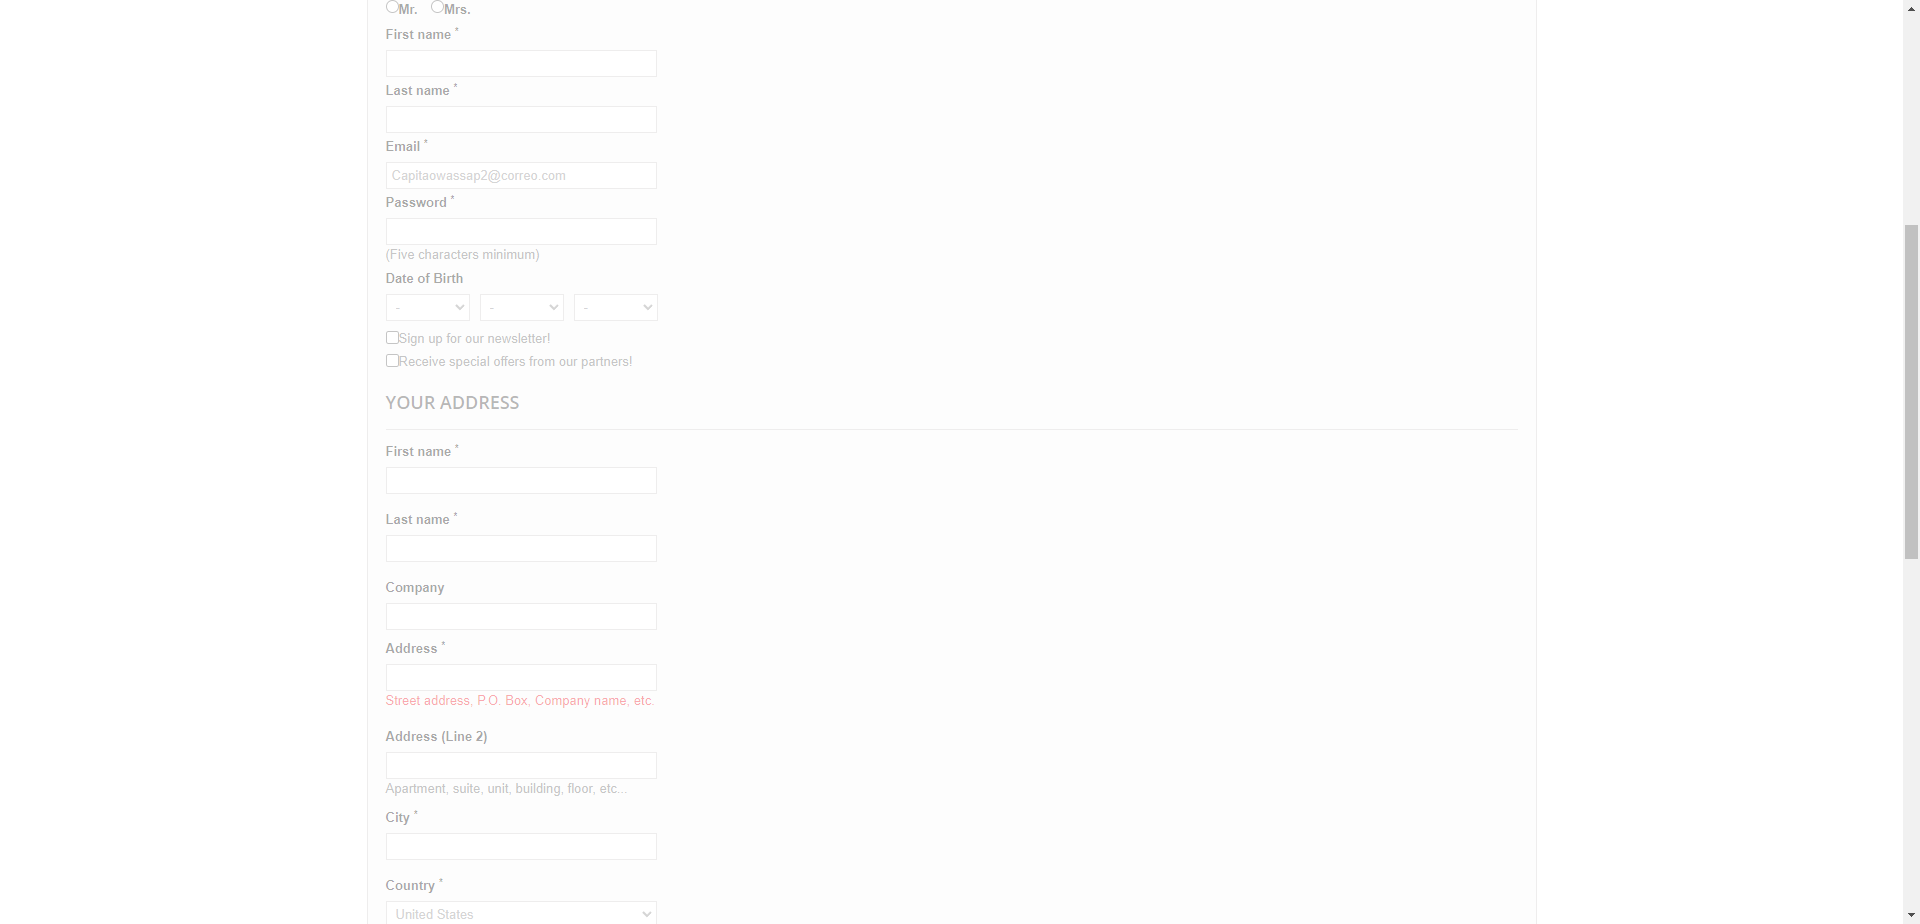 Mr. Mrs.
First name *
Last name *
Email *
Capitaowassap2@correo.com
Password *
(Five characters minimum)
Date of Birth
- - -
Sign up for our newsletter!
Receive special offers from our partners!
YOUR ADDRESS
First name *
Last name *
Company
Address *
Street address, P.O. Box, Company name, etc.
Address (Line 2)
Apartment, suite, unit, building, floor, etc...
City *
Country *
United States